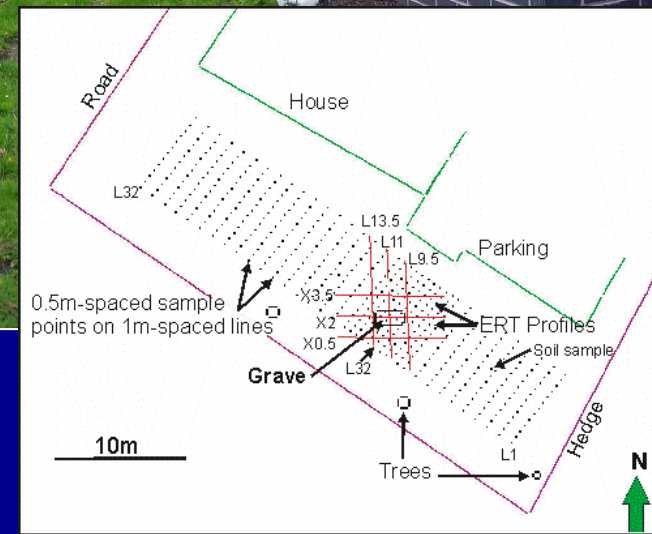 Road
House
L32
L13.5
L11
L9.5
Parking
X3.5
0.5m-spaced sample
points on 1m-spaced lines
X2
ERT Profiles
X0.5
Soil sample
L32
Grave
10m
Hedge
L1
Trees
N